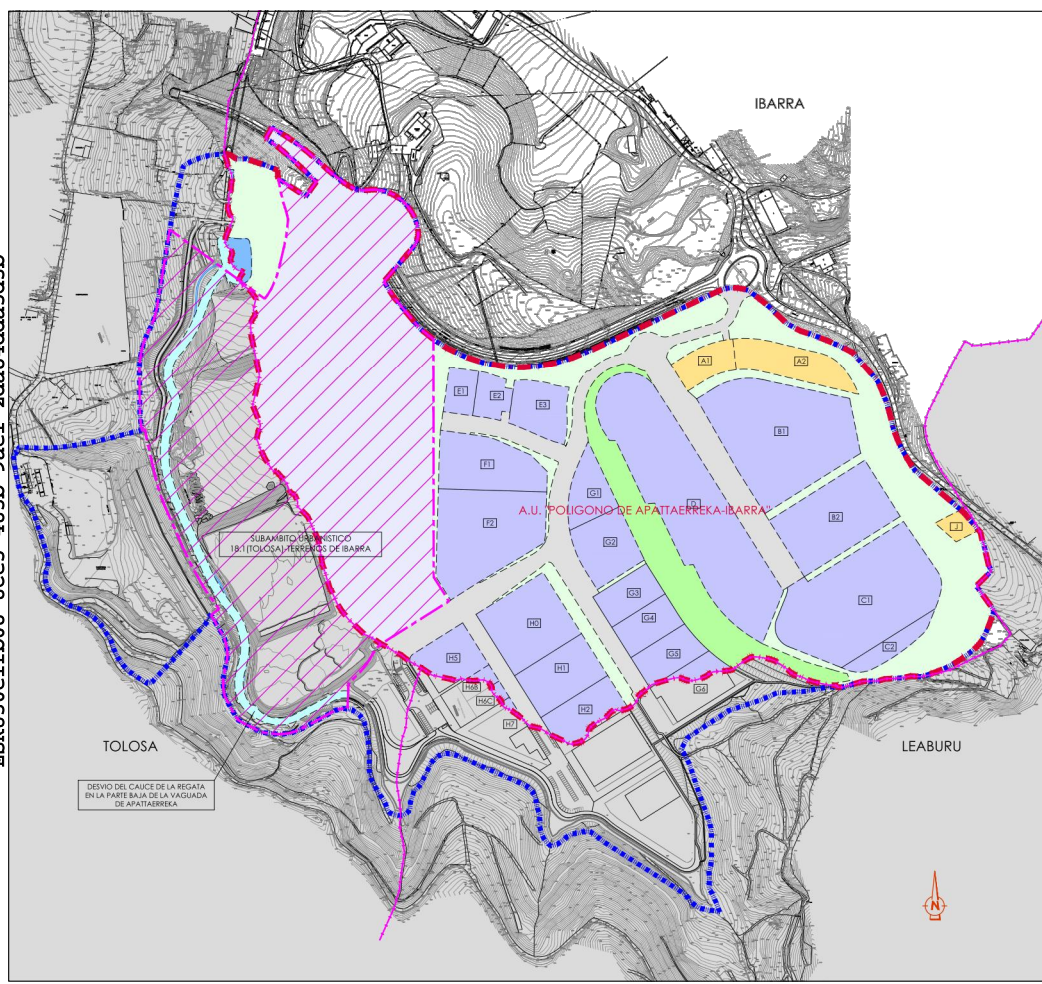 IBARRA
A1
A2
E1
E2
E3
B1
F1
G1
D
A.U. "POLIGONO DE APATTAERREKA-IBARRA"
B2
F2
J
SUBAMBITO URBANISTICO
18.1(TOLOSA)-TERRENOS DE IBARRA
G2
G3
C1
G4
H0
C2
H5
G5
H1
H6B
G6
H6C
H2
H7
TOLOSA
LEABURU
DESVIO DEL CAUCE DE LA REGATA
EN LA PARTE BAJA DE LA VAGUADA
DE APATTAERREKA
N